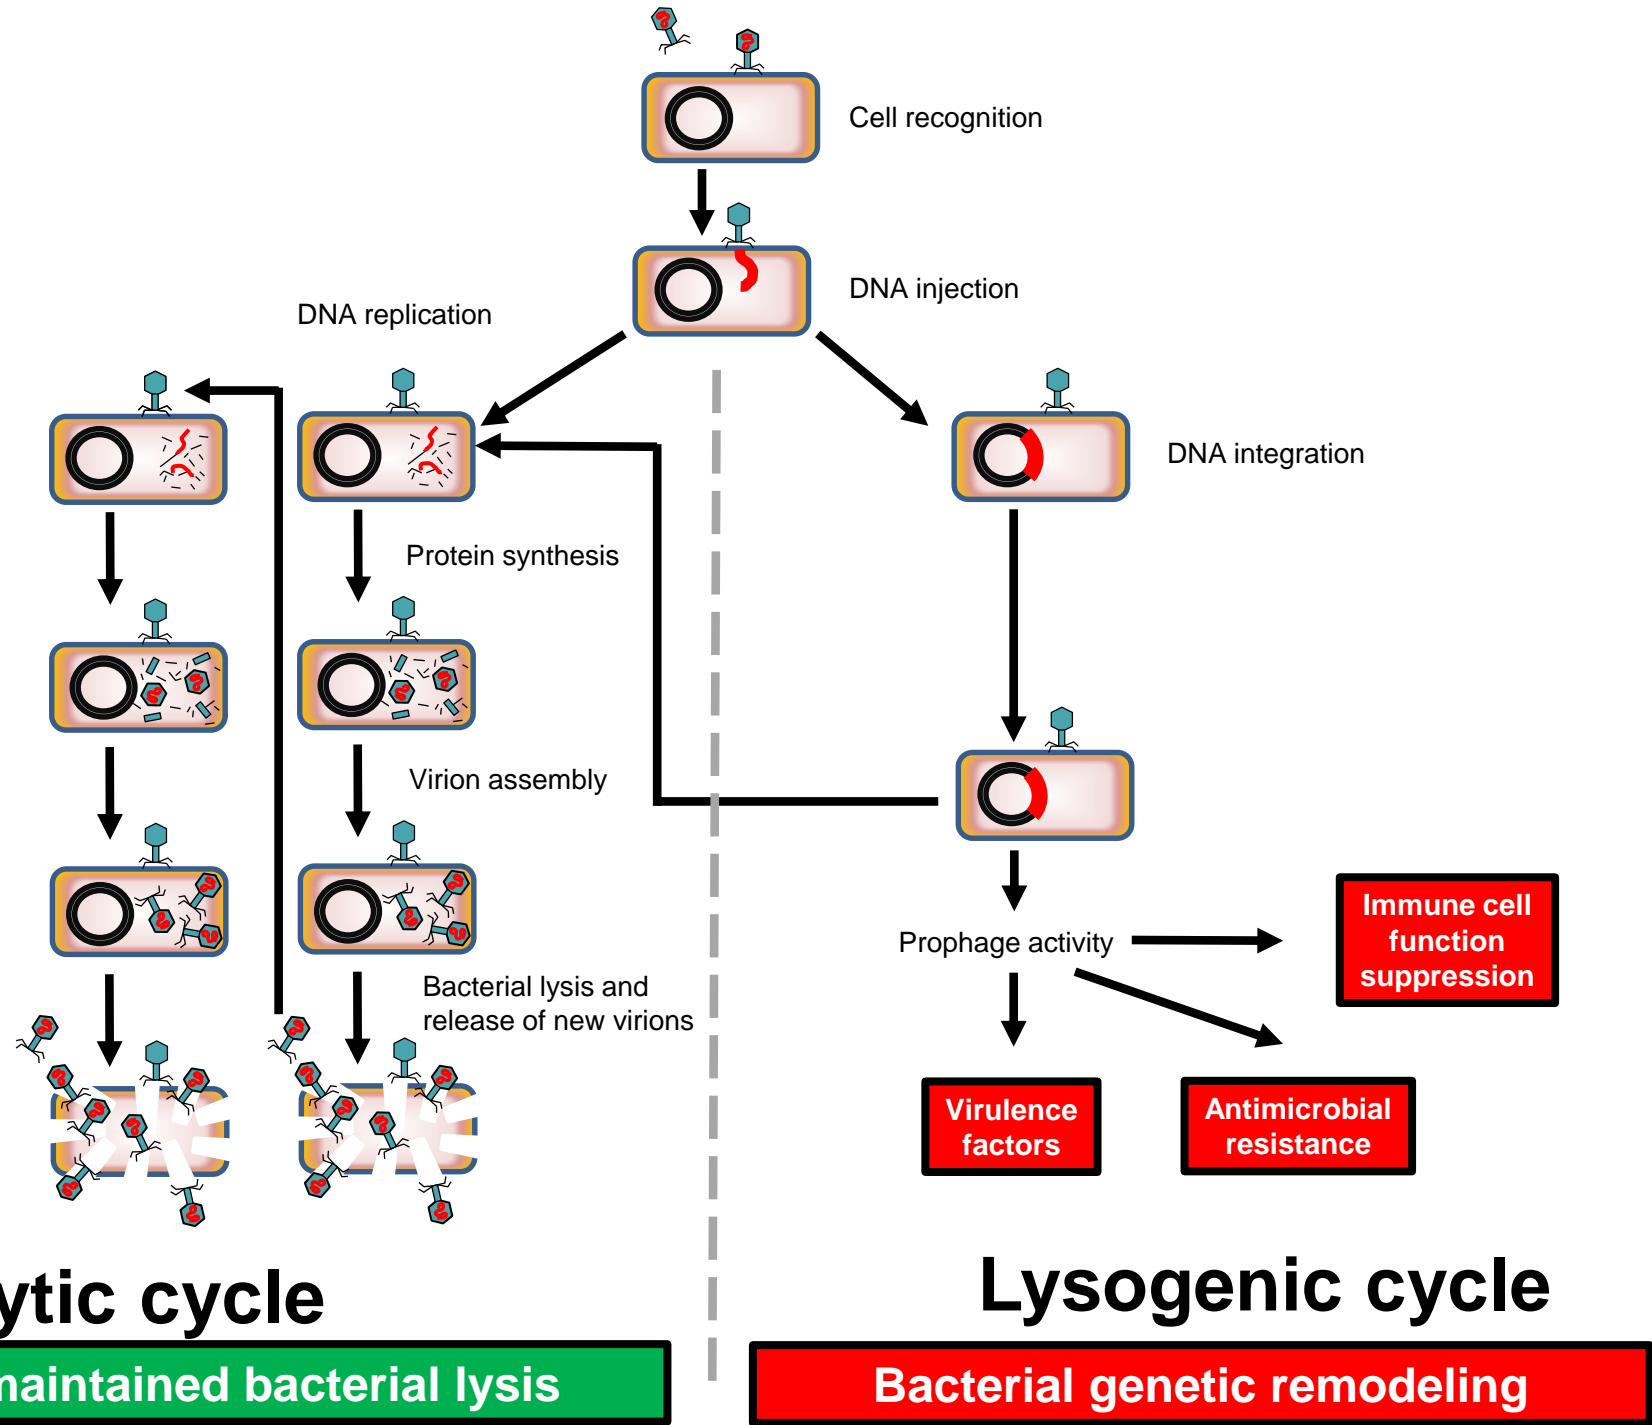 Cell recognition
DNA injection
DNA replication
DNA integration
Protein synthesis
Virion assembly
Bacterial lysis and
release of new virions
Prophage activity
Immune cell
function
suppression
Virulence
factors
Antimicrobial
resistance
ytic cycle
maintained bacterial lysis
Lysogenic cycle
Bacterial genetic remodeling